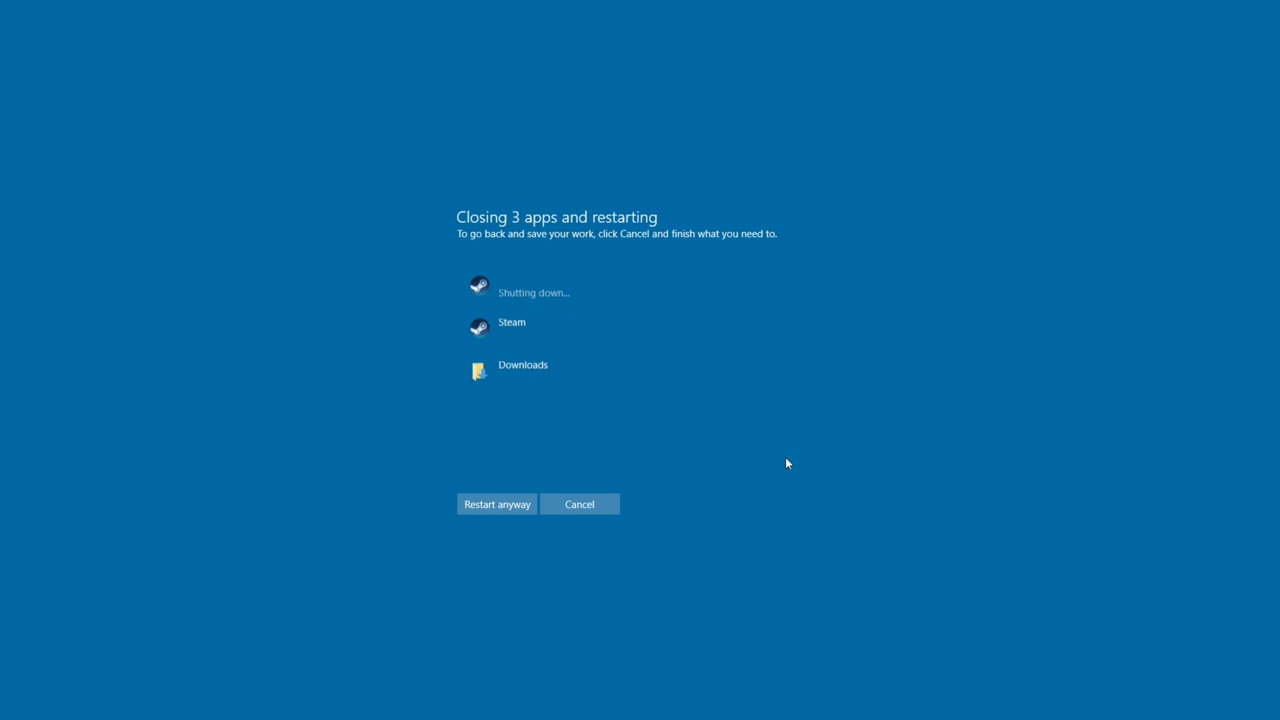 Closing 3 apps and restarting
To go back and save your work, click Cancel and finish what you need to.
Shutting down...
Steam
Downloads
Restart anyway
Cancel